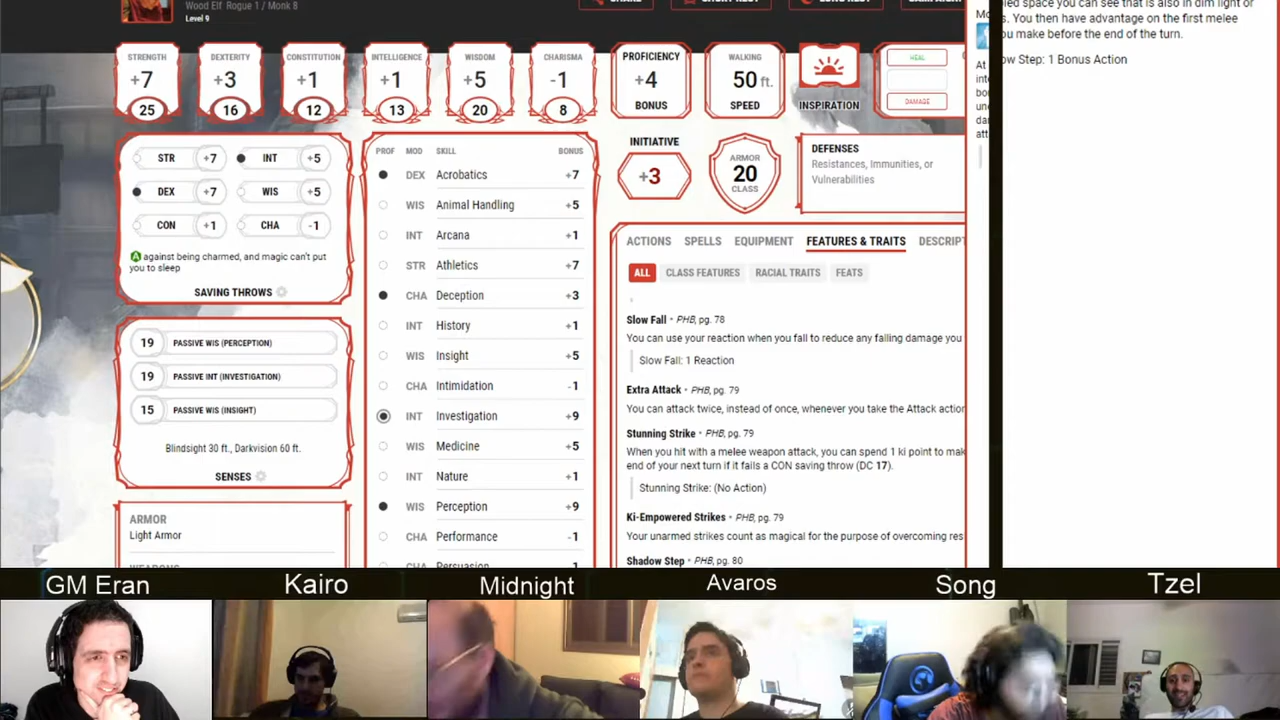 Wood Elf Rogue 1 / Monk 8
Level 9
STRENGTH
+7
25
DEXTERITY
+3
16
CONSTITUTION
+1
12
INTELLIGENCE
+1
13
WISDOM
+5
20
CHARISMA
-1
8
PROFICIENCY
+4
BONUS
WALKING
50 ft.
SPEED
INSPIRATION
HEAL
DAMAGE
STR +7 INT +5
DEX +7 WIS +5
CON +1 CHA -1
A against being charmed, and magic can't put
you to sleep
SAVING THROWS
19 PASSIVE WIS (PERCEPTION)
19 PASSIVE INT (INVESTIGATION)
15 PASSIVE WIS (INSIGHT)
Blindsight 30 ft., Darkvision 60 ft.
SENSES
ARMOR
Light Armor
PROF MOD SKILL BONUS
DEX Acrobatics +7
WIS Animal Handling +5
INT Arcana +1
STR Athletics +7
CHA Deception +3
INT History +1
WIS Insight +5
CHA Intimidation -1
INT Investigation +9
WIS Medicine +5
INT Nature +1
WIS Perception +9
CHA Performance -1
INITIATIVE
+3
ARMOR
20
CLASS
DEFENSES
Resistances, Immunities, or
Vulnerabilities
ACTIONS SPELLS EQUIPMENT FEATURES & TRAITS DESCRIPT
ALL CLASS FEATURES RACIAL TRAITS FEATS
Slow Fall • PHB, pg. 78
You can use your reaction when you fall to reduce any falling damage you
Slow Fall: 1 Reaction
Extra Attack • PHB, pg. 79
You can attack twice, instead of once, whenever you take the Attack action
Stunning Strike • PHB, pg. 79
When you hit with a melee weapon attack, you can spend 1 ki point to mak
end of your next turn if it fails a CON saving throw (DC 17).
Stunning Strike: (No Action)
Ki-Empowered Strikes • PHB, pg. 79
Your unarmed strikes count as magical for the purpose of overcoming res
Shadow Step • PHB, pg. 80
pied space you can see that is also in dim light or
s. You then have advantage on the first melee
ou make before the end of the turn.
ow Step: 1 Bonus Action
GM Eran
Kairo
Midnight
Avaros
Song
Tzel